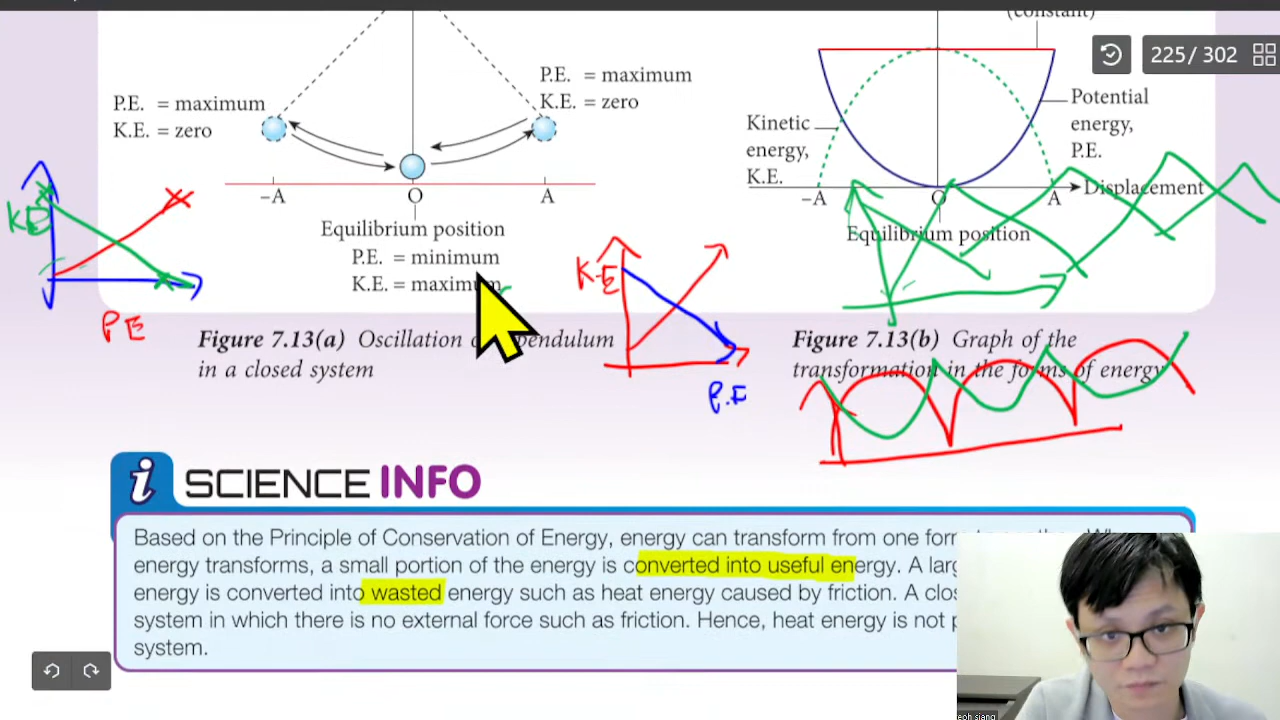 (constant)
225 / 302
P.E. = maximum
K.E. = zero
P.E. = maximum
K.E. = zero
Kinetic
energy,
K.E.
Potential
energy,
P.E.
–A
O
A
–A
O
A
Displacement
Equilibrium position
P.E. = minimum
K.E. = maximum
Equilibrium position
KE
PE
K.E
P.E
Figure 7.13(a) Oscillation pendulum
in a closed system
Figure 7.13(b) Graph of the
transformation in the forms of energy
i SCIENCE INFO
Based on the Principle of Conservation of Energy, energy can transform from one
energy transforms, a small portion of the energy is converted into useful energy. A
energy is converted into wasted energy such as heat energy caused by friction. A
system in which there is no external force such as friction. Hence, heat energy is not
system.
siang